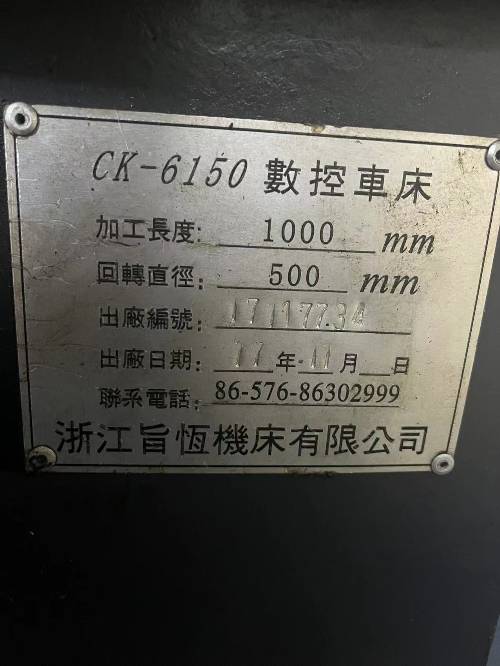 CK-6150 數控車床
加工長度: 1000 mm
回轉直徑: 500 mm
出廠編號:
出廠日期: 17 年 11 月 日
聯系電話: 86-576-86302999
浙江旨恆機床有限公司